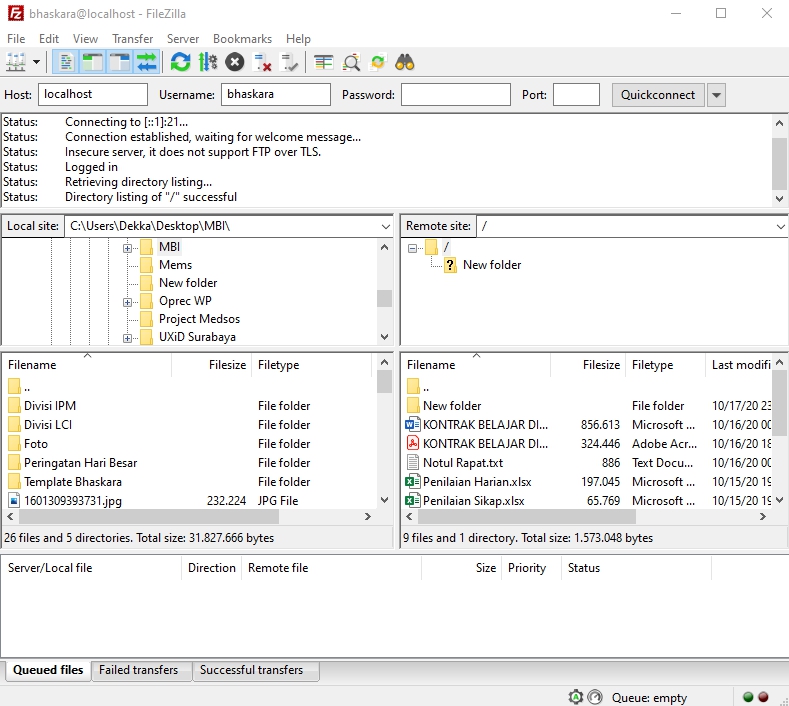 bhaskara@localhost - FileZilla
File Edit View Transfer Server Bookmarks Help
Host: localhost Username: bhaskara Password: Port: Quickconnect
Status: Connecting to [::1]:21...
Status: Connection established, waiting for welcome message...
Status: Insecure server, it does not support FTP over TLS.
Status: Logged in
Status: Retrieving directory listing...
Status: Directory listing of "/" successful
Local site: C:\Users\Dekka\Desktop\MBI\
MBI
Mems
New folder
Oprec WP
Project Medsos
UXiD Surabaya
Remote site: /
/
? New folder
Filename Filesize Filetype
..
Divisi IPM File folder
Divisi LCI File folder
Foto File folder
Peringatan Hari Besar File folder
Template Bhaskara File folder
1601309393731.jpg 232.224 JPG File
26 files and 5 directories. Total size: 31.827.666 bytes
Filename Filesize Filetype Last modifi
..
New folder File folder 10/17/20 23
KONTRAK BELAJAR DI... 856.613 Microsoft ... 10/16/20 00
KONTRAK BELAJAR DI... 324.446 Adobe Acr... 10/16/20 18
Notul Rapat.txt 886 Text Docu... 10/16/20 00
Penilaian Harian.xlsx 197.045 Microsoft ... 10/15/20 19
Penilaian Sikap.xlsx 65.769 Microsoft ... 10/15/20 19
9 files and 1 directory. Total size: 1.573.048 bytes
Server/Local file Direction Remote file Size Priority Status
Queued files Failed transfers Successful transfers
Queue: empty